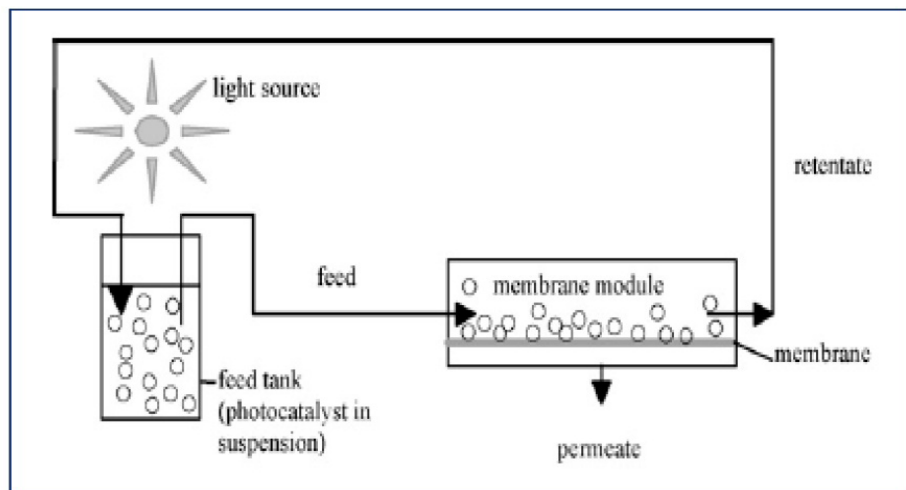 light source
retentate
feed
membrane module
membrane
feed tank
(photocatalyst in
suspension)
permeate